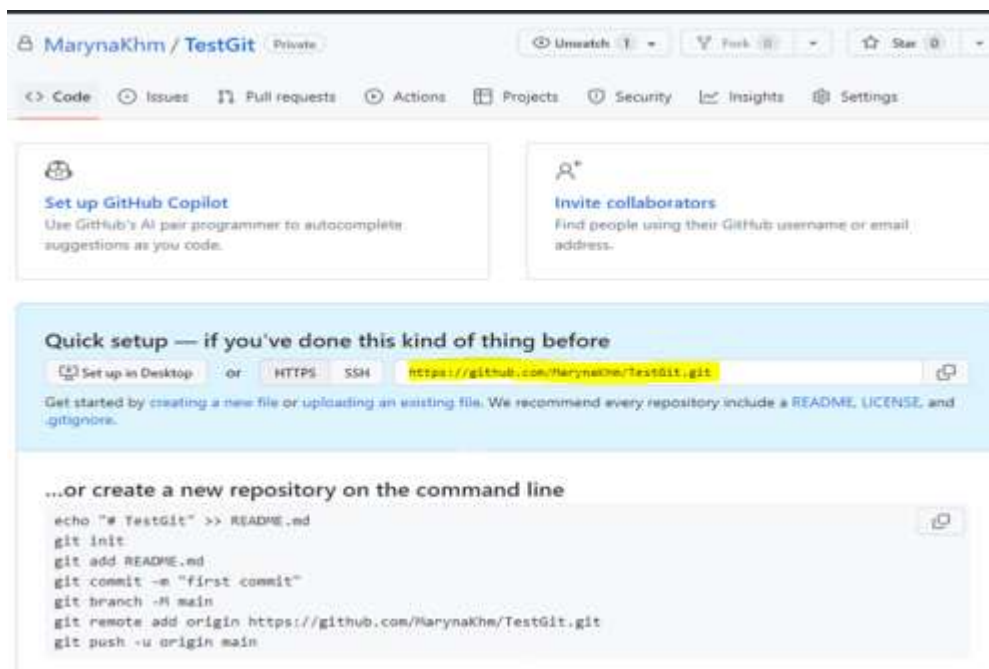 MarynaKhm / TestGit Private
Unwatch 1 Fork 0 Star 0
<> Code Issues Pull requests Actions Projects Security Insights Settings
Set up GitHub Copilot
Use GitHub's AI pair programmer to autocomplete
suggestions as you code.
Invite collaborators
Find people using their GitHub username or email
address.
Quick setup — if you've done this kind of thing before
Set up in Desktop or HTTPS SSH https://github.com/MarynaKhm/TestGit.git
Get started by creating a new file or uploading an existing file. We recommend every repository include a README, LICENSE, and
.gitignore.
...or create a new repository on the command line
echo "# TestGit" >> README.md
git init
git add README.md
git commit -m "first commit"
git branch -M main
git remote add origin https://github.com/MarynaKhm/TestGit.git
git push -u origin main